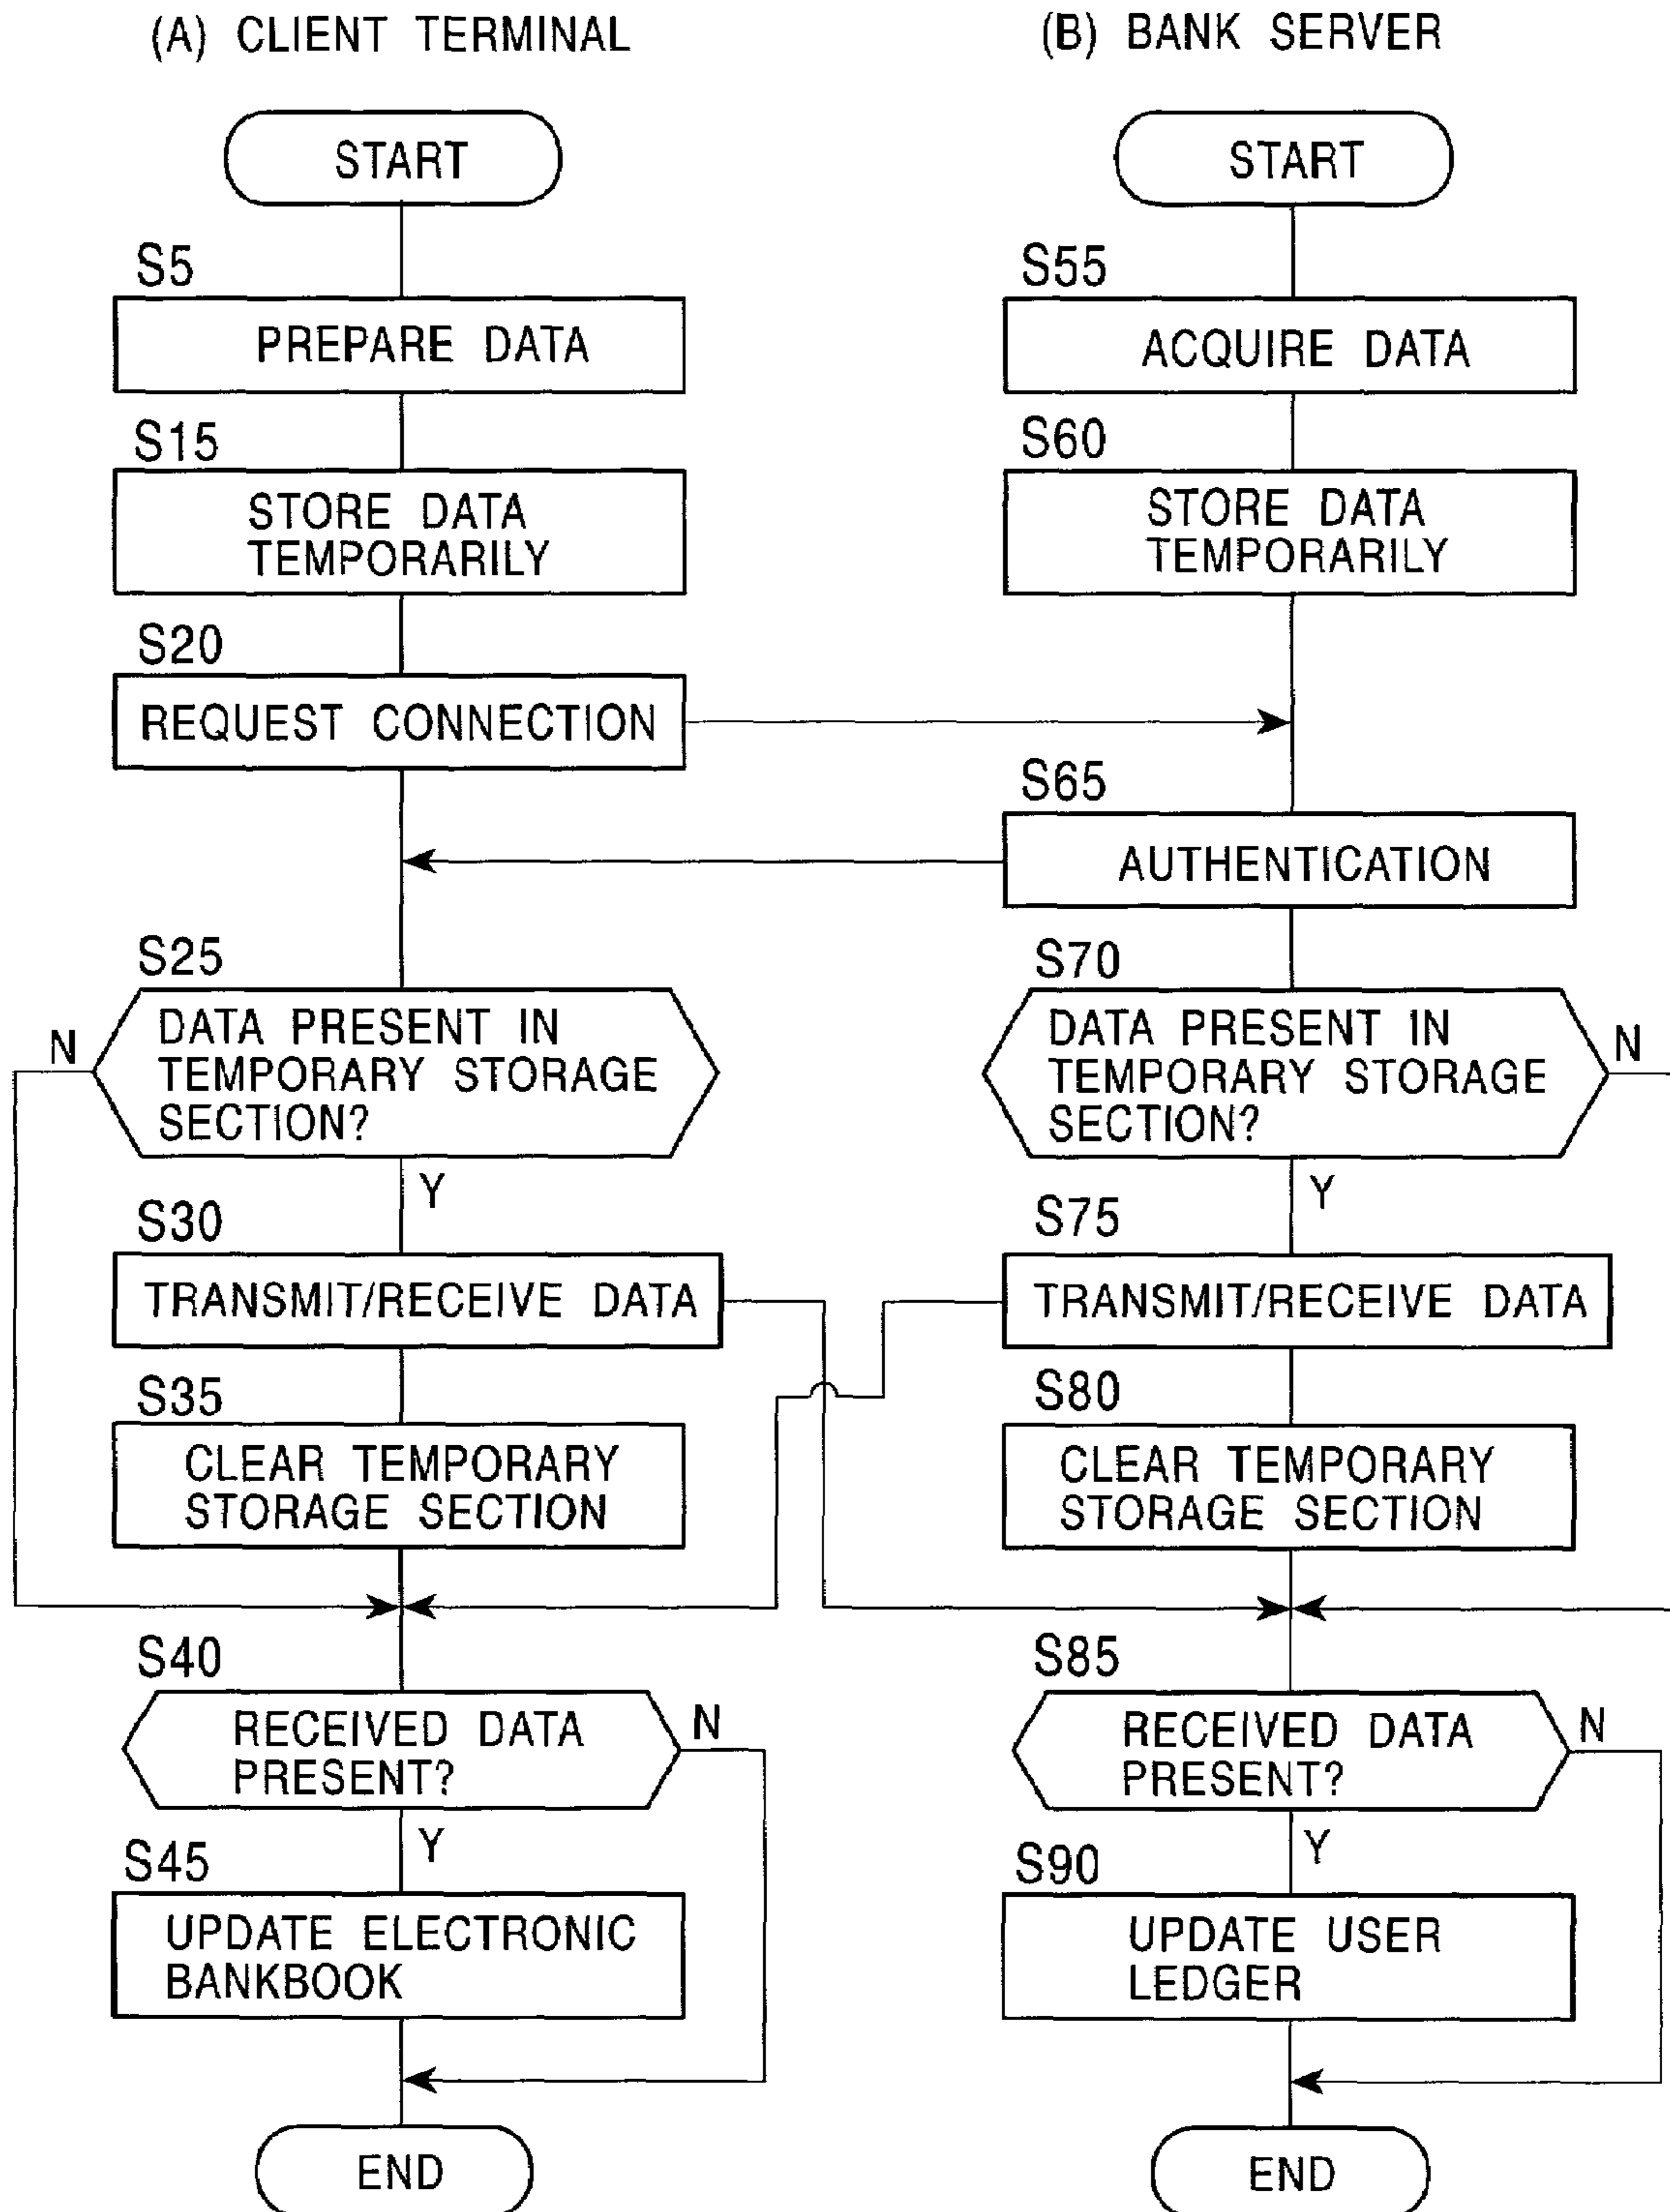 (A) CLIENT TERMINAL
START
S5
PREPARE DATA
S15
STORE DATA
TEMPORARILY
S20
REQUEST CONNECTION
S25
DATA PRESENT IN
TEMPORARY STORAGE
SECTION?
N
Y
S30
TRANSMIT/RECEIVE DATA
S35
CLEAR TEMPORARY
STORAGE SECTION
S40
RECEIVED DATA
PRESENT?
N
Y
S45
UPDATE ELECTRONIC
BANKBOOK
END
(B) BANK SERVER
START
S55
ACQUIRE DATA
S60
STORE DATA
TEMPORARILY
S65
AUTHENTICATION
S70
DATA PRESENT IN
TEMPORARY STORAGE
SECTION?
N
Y
S75
TRANSMIT/RECEIVE DATA
S80
CLEAR TEMPORARY
STORAGE SECTION
S85
RECEIVED DATA
PRESENT?
N
Y
S90
UPDATE USER
LEDGER
END